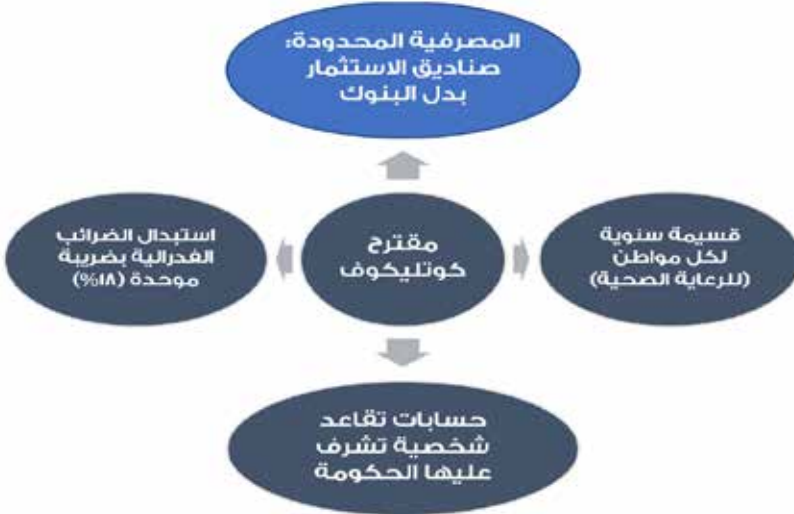 المصرفية المحدودة:
صناديق الاستثمار
بدل البنوك
قسيمة سنوية
لكل مواطن
(للرعاية الصحية)
مقترح
كوتليكوف
استبدال الضرائب
الفدرالية بضريبة
موحدة (١٨%)
حسابات تقاعد
شخصية تشرف
عليها الحكومة